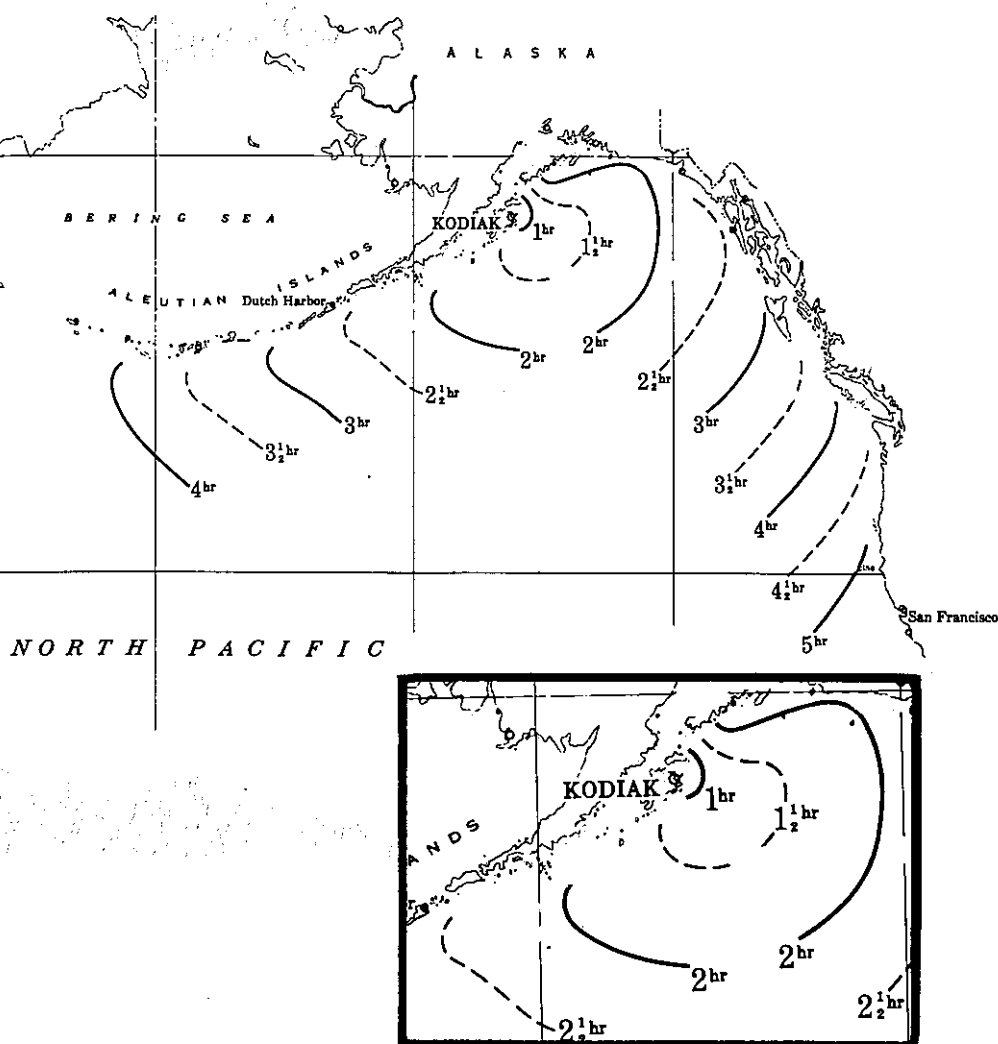 ALASKA
BERING SEA
KODIAK
1hr
1½hr
ALEUTIAN ISLANDS
Dutch Harbor
2hr
2hr
2½hr
2½hr
3hr
3hr
3½hr
3½hr
4hr
4hr
4½hr
San Francisco
5hr
NORTH PACIFIC
KODIAK
1hr
1½hr
ANDS
r
2hr
2hr
2½hr
2½hr